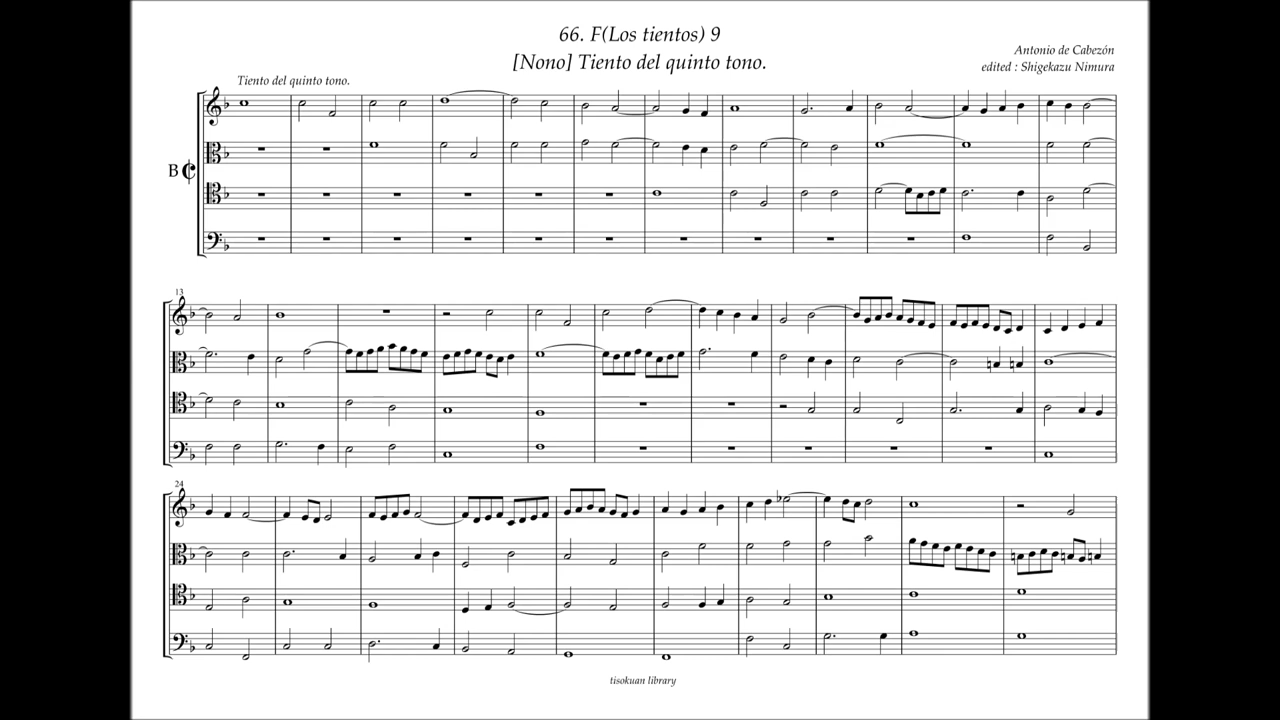 66. F(Los tientos) 9
[Nono] Tiento del quinto tono.
Antonio de Cabezón
edited : Shigekazu Nimura
Tiento del quinto tono.
B
13
24
tisokuan library